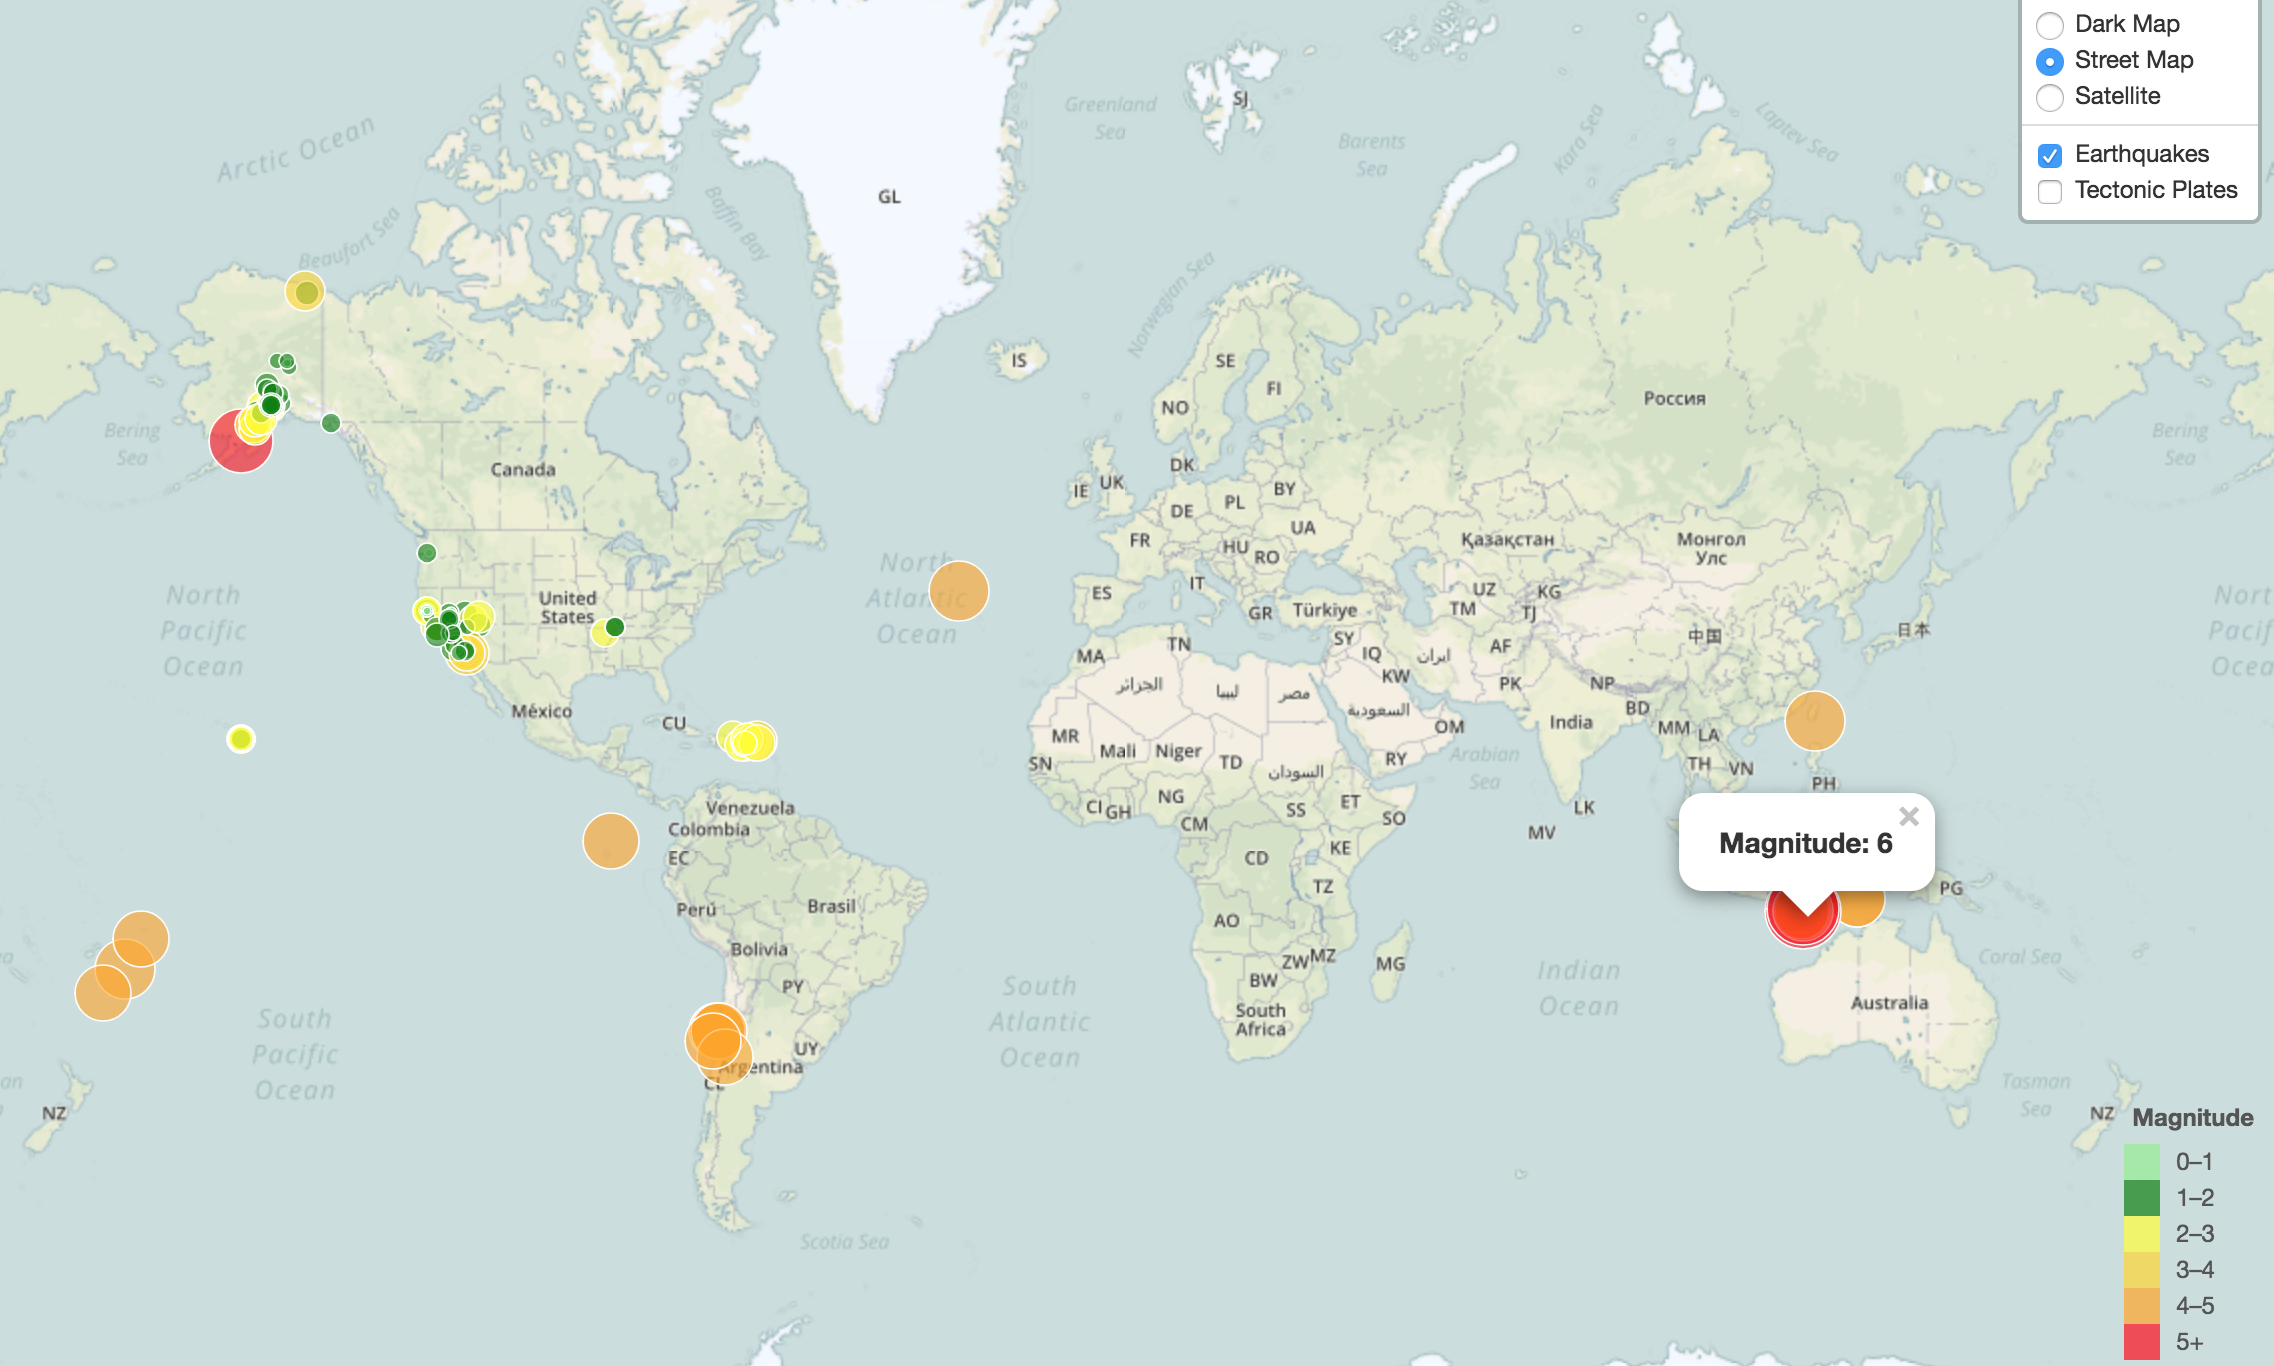 Dark Map
Street Map
Satellite
Earthquakes
Tectonic Plates
Arctic Ocean
Beaufort Sea
Baffin Bay
GL
Greenland
Sea
SJ
Barents
Sea
Kara Sea
Laptev Sea
Norwegian Sea
IS
SE
FI
NO
Россия
Bering
Sea
Bering
Sea
Canada
DK
IE
UK
BY
PL
DE
UA
FR
HU
RO
IT
ES
GR
Türkiye
Қазақстан
Монгол
Улс
UZ
KG
TM
TJ
North
Atlantic
Ocean
North
Pacific
Ocean
United
States
TN
MA
SY
IQ
ایران
AF
KW
PK
NP
中国
日本
الجزائر
ليبيا
مصر
السعودية
OM
BD
India
MM
LA
México
CU
MR
Mali
Niger
TD
السودان
RY
Arabian
Sea
SN
TH
VN
PH
CI
GH
NG
CM
SS
ET
SO
LK
MV
Venezuela
Colombia
EC
CD
KE
TZ
Magnitude: 6
PG
Perú
Brasil
AO
Bolivia
ZW
MZ
MG
BW
PY
South
Africa
Indian
Ocean
Coral Sea
Australia
South
Atlantic
Ocean
South
Pacific
Ocean
UY
Argentina
NZ
Tasman
Sea
NZ
Scotia Sea
Magnitude
0–1
1–2
2–3
3–4
4–5
5+